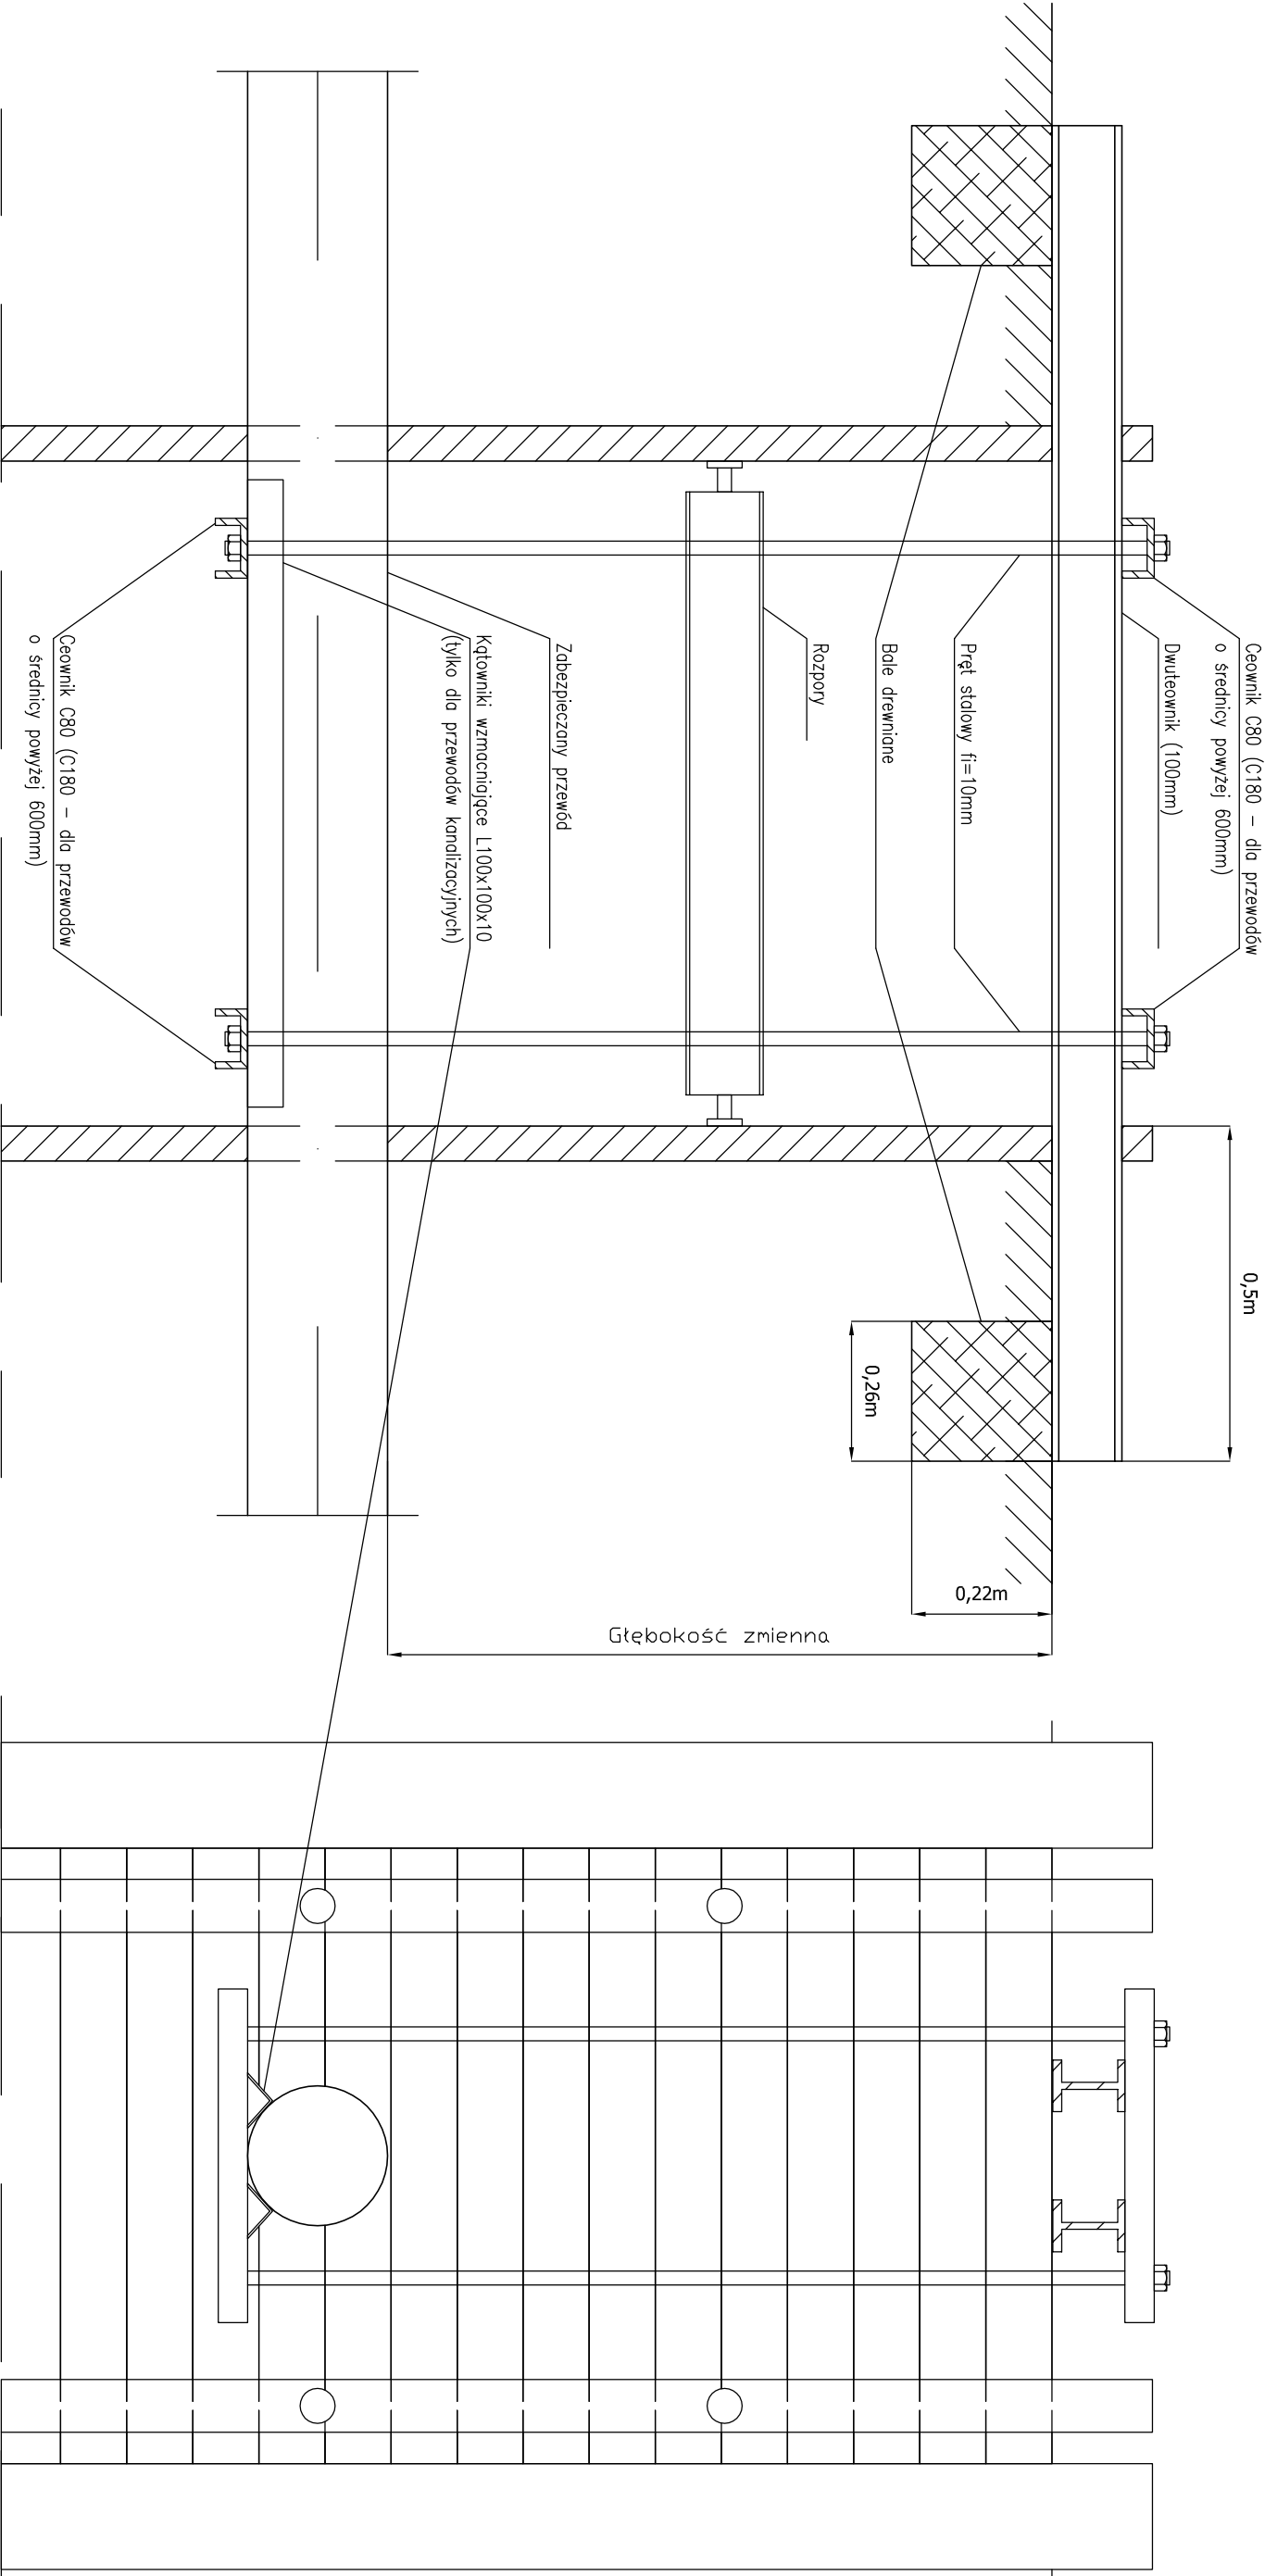 Ceownik C80 (C180 - dla przewodów
o średnicy powyżej 600mm)
Dwuteownik (100mm)
Pręt stalowy fi=10mm
Bale drewniane
Rozpory
Zabezpieczany przewód
Kątowniki wzmacniające L100x100x10
(tylko dla przewodów kanalizacyjnych)
Ceownik C80 (C180 - dla przewodów
o średnicy powyżej 600mm)
0,5m
0,26m
0,22m
Głębokość zmienna